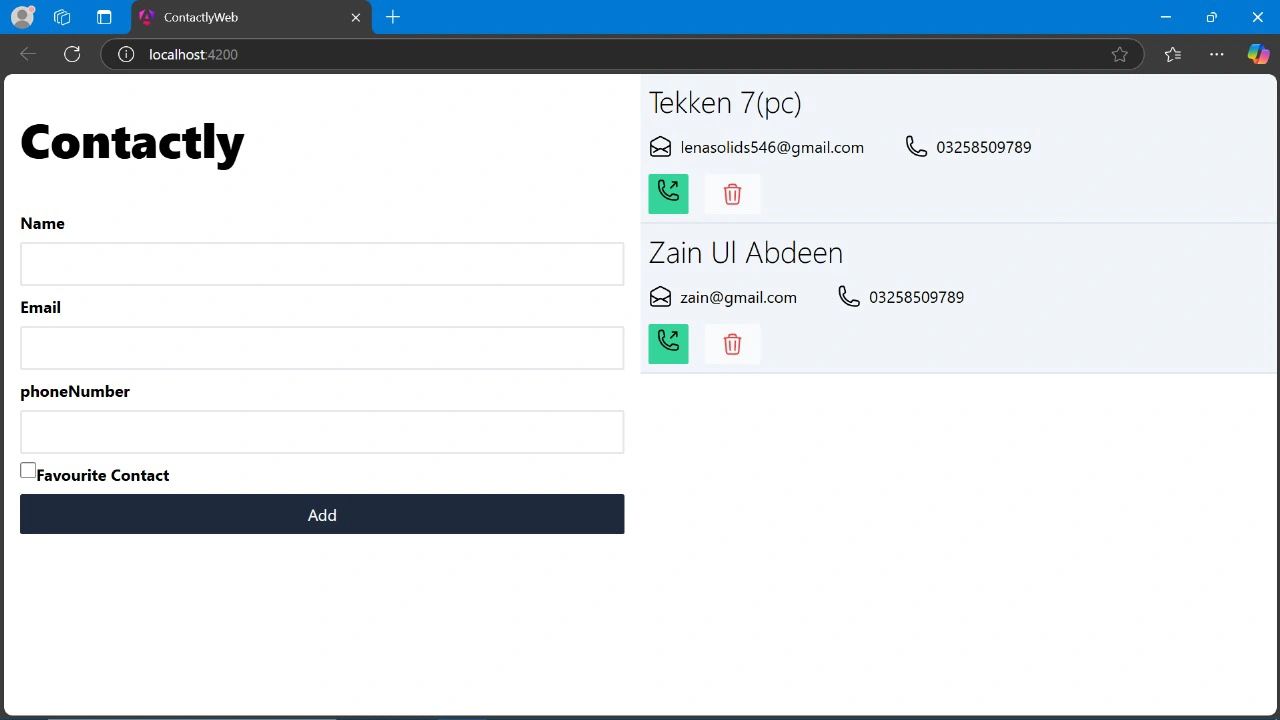 ContactlyWeb
localhost:4200
Contactly
Name
Email
phoneNumber
Favourite Contact
Add
Tekken 7(pc)
lenasolids546@gmail.com 03258509789
Zain Ul Abdeen
zain@gmail.com 03258509789